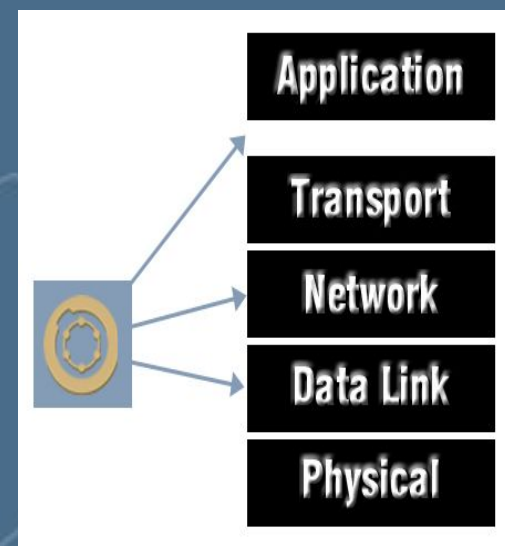 Application
Transport
Network
Data Link
Physical